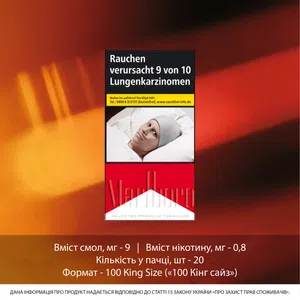 Rauchen
verursacht 9 von 10
Lungenkarzinomen
Marlboro
Вміст смол, мг - 9 | Вміст нікотину, мг - 0,8
Кількість у пачці, шт - 20
Формат - 100 King Size («100 Кінг сайз»)
ДАНА ІНФОРМАЦІЯ ПРО ПРОДУКТ НАДАЄТЬСЯ ВІДПОВІДНО ДО СТАТТІ 15 ЗАКОНУ УКРАЇНИ «ПРО ЗАХИСТ ПРАВ СПОЖИВАЧІВ».